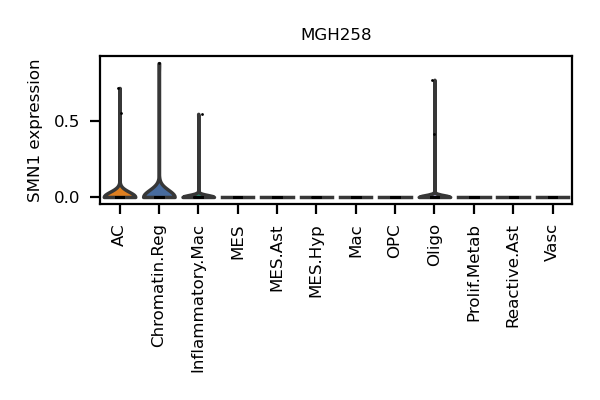 MGH258
SMN1 expression
0.5
0.0
AC
Chromatin.Reg
Inflammatory.Mac
MES
MES.Ast
MES.Hyp
Mac
OPC
Oligo
Prolif.Metab
Reactive.Ast
Vasc